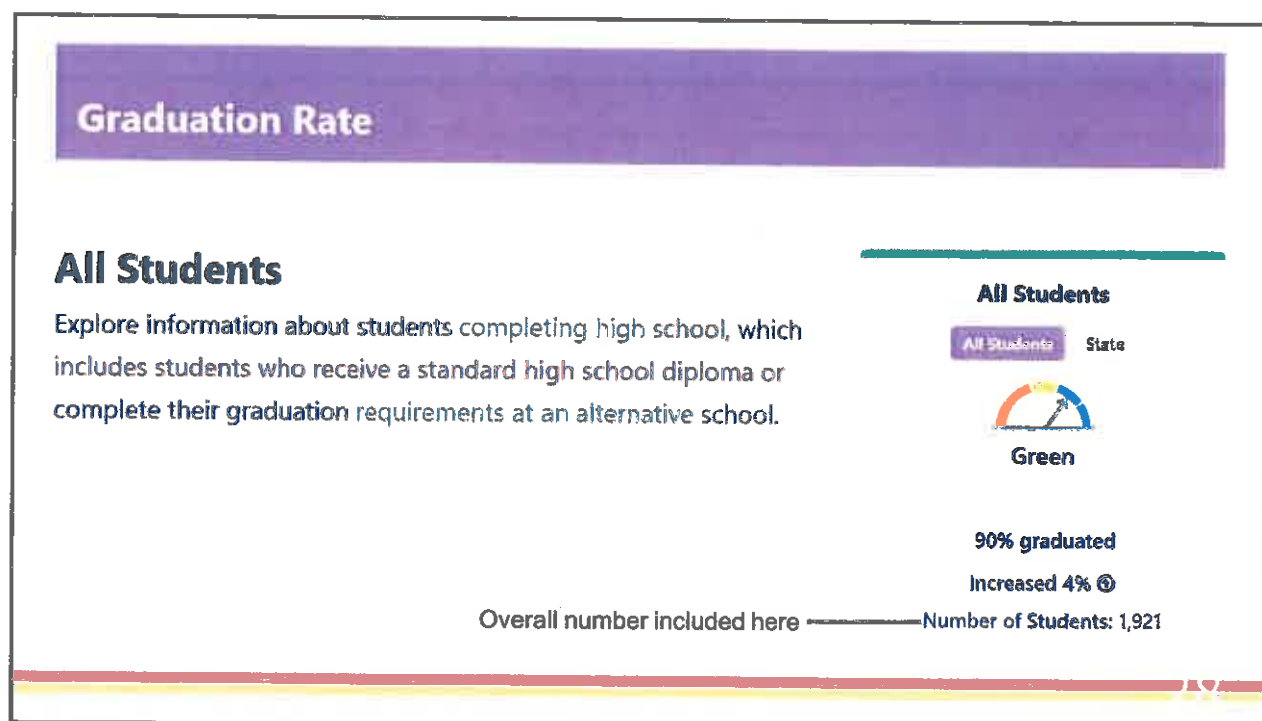 Graduation Rate
All Students
Explore information about students completing high school, which
includes students who receive a standard high school diploma or
complete their graduation requirements at an alternative school.
All Students
All Students State
Green
90% graduated
Increased 4%
Overall number included here
Number of Students: 1,921